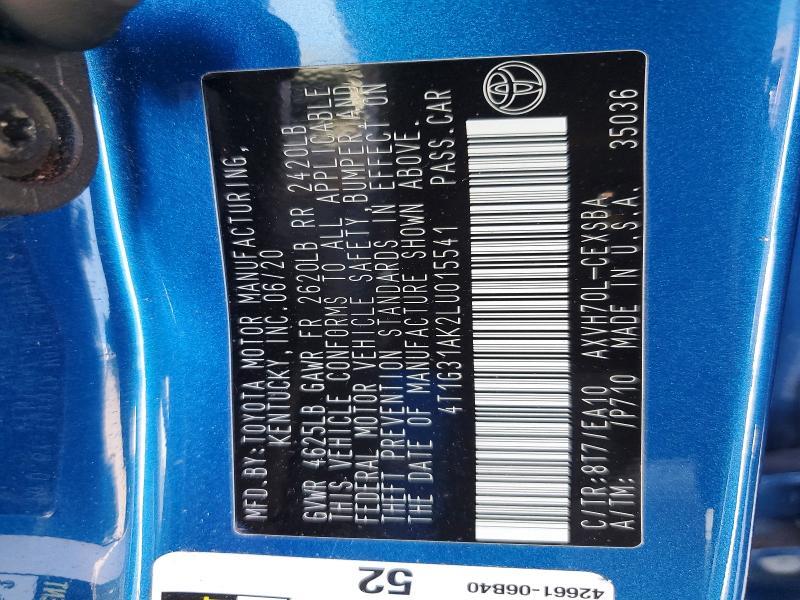 MFD.BY:TOYOTA MOTOR MANUFACTURING,
KENTUCKY, INC.06/20
GVWR 4625LB GAWR FR 2620LB RR 2420LB
THIS VEHICLE CONFORMS TO ALL APPLICABLE
FEDERAL MOTOR VEHICLE SAFETY, BUMPER,AND
THEFT PREVENTION STANDARDS IN EFFECT ON
THE DATE OF MANUFACTURE SHOWN ABOVE.
4T1G31AK2LU015541 PASS.CAR
C/TR:8T7/EA10 AXVH70L-CEXSBA
A/TM: /P710 MADE IN U.S.A. 35036
52
42661-06B40